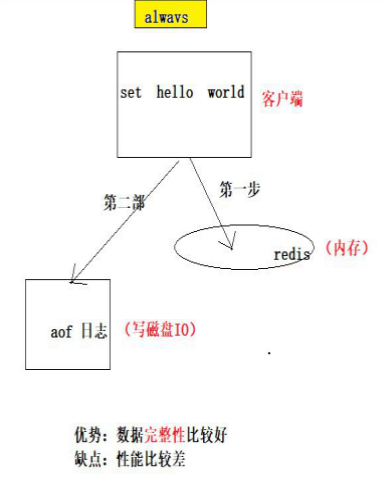 always
set hello world
客户端
第一步
第二部
redis
(内存)
aof 日志
(写磁盘IO)
优势：数据完整性比较好
缺点：性能比较差